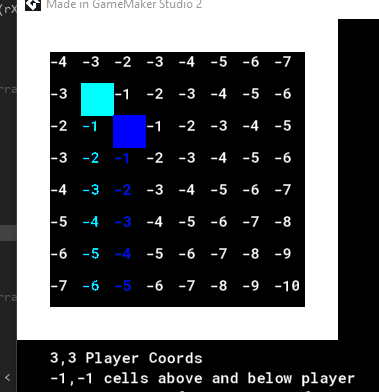 (rX
Made in GameMaker Studio 2
-4 -3 -2 -3 -4 -5 -6 -7
-3 -1 -2 -3 -4 -5 -6
rra
-2 -1 -1 -2 -3 -4 -5
-3 -2 -1 -2 -3 -4 -5 -6
-4 -3 -2 -3 -4 -5 -6 -7
-5 -4 -3 -4 -5 -6 -7 -8
-6 -5 -4 -5 -6 -7 -8 -9
-7 -6 -5 -6 -7 -8 -9 -10
rra
3,3 Player Coords
-1,-1 cells above and below player